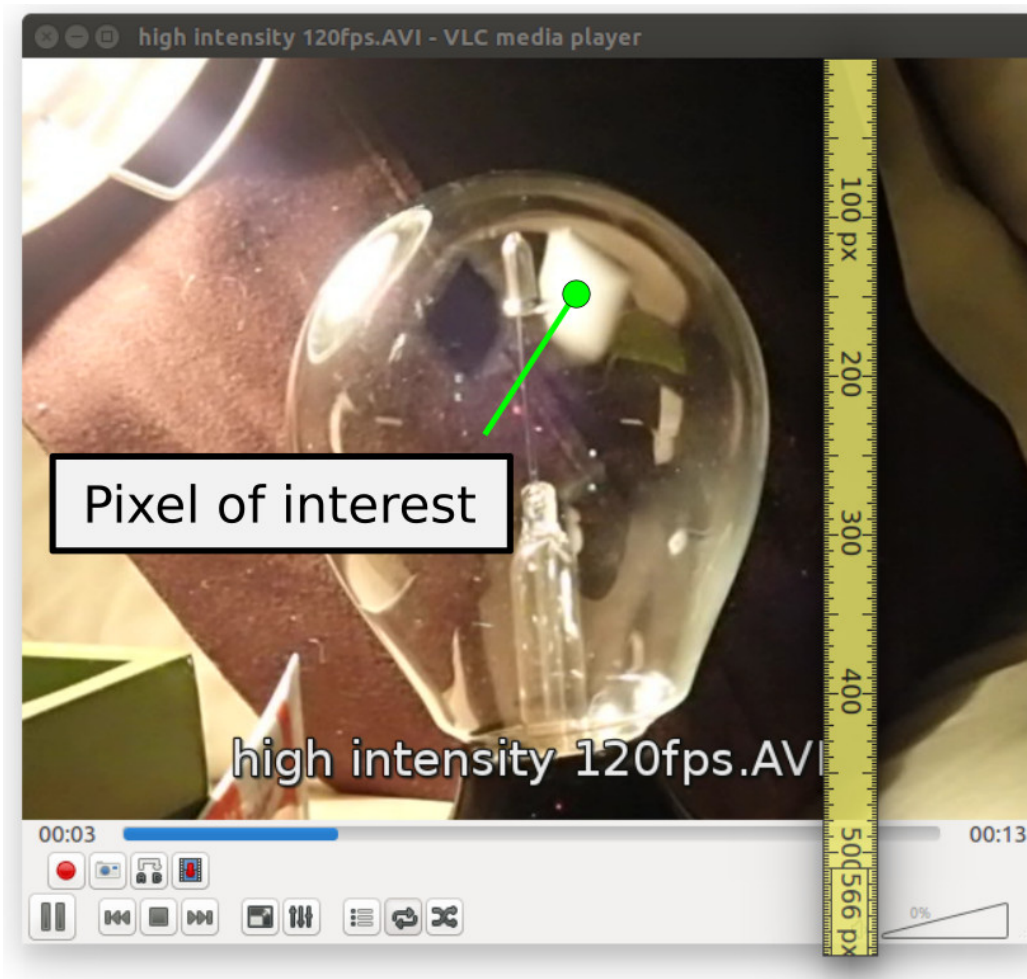 high intensity 120fps.AVI - VLC media player
100 px
200
Pixel of interest
300
400
high intensity 120fps.AVI
00:03
500
00:13
566 px
0%